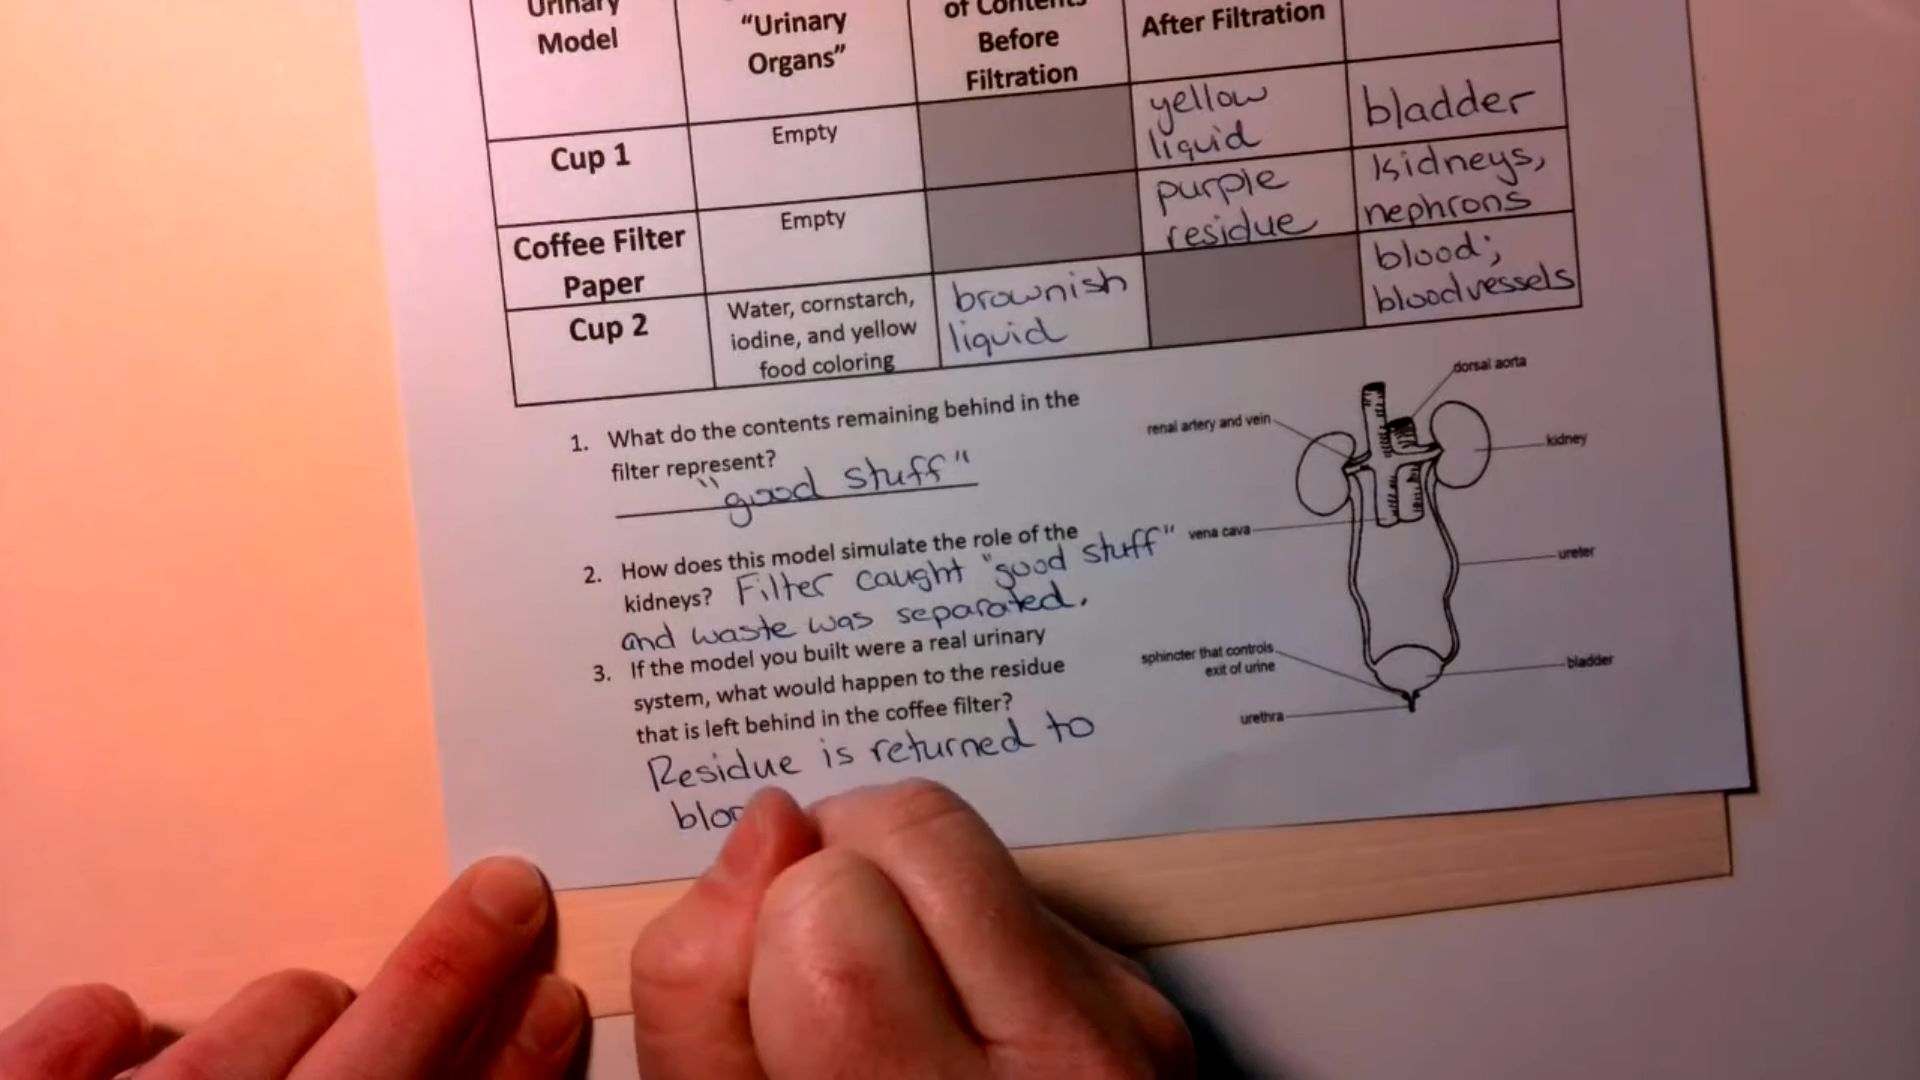 Urinary
Model
"Urinary
Organs"
of Contents
Before
Filtration
After Filtration
Cup 1
Empty
yellow
liquid
bladder
Coffee Filter
Paper
Empty
purple
residue
kidneys,
nephrons
Cup 2
Water, cornstarch,
iodine, and yellow
food coloring
brownish
liquid
blood;
blood vessels
1. What do the contents remaining behind in the
filter represent?
"good stuff"
2. How does this model simulate the role of the
kidneys? Filter caught "good stuff"
and waste was separated.
3. If the model you built were a real urinary
system, what would happen to the residue
that is left behind in the coffee filter?
Residue is returned to
dorsal aorta
renal artery and vein
kidney
vena cava
ureter
sphincter that controls
exit of urine
bladder
urethra